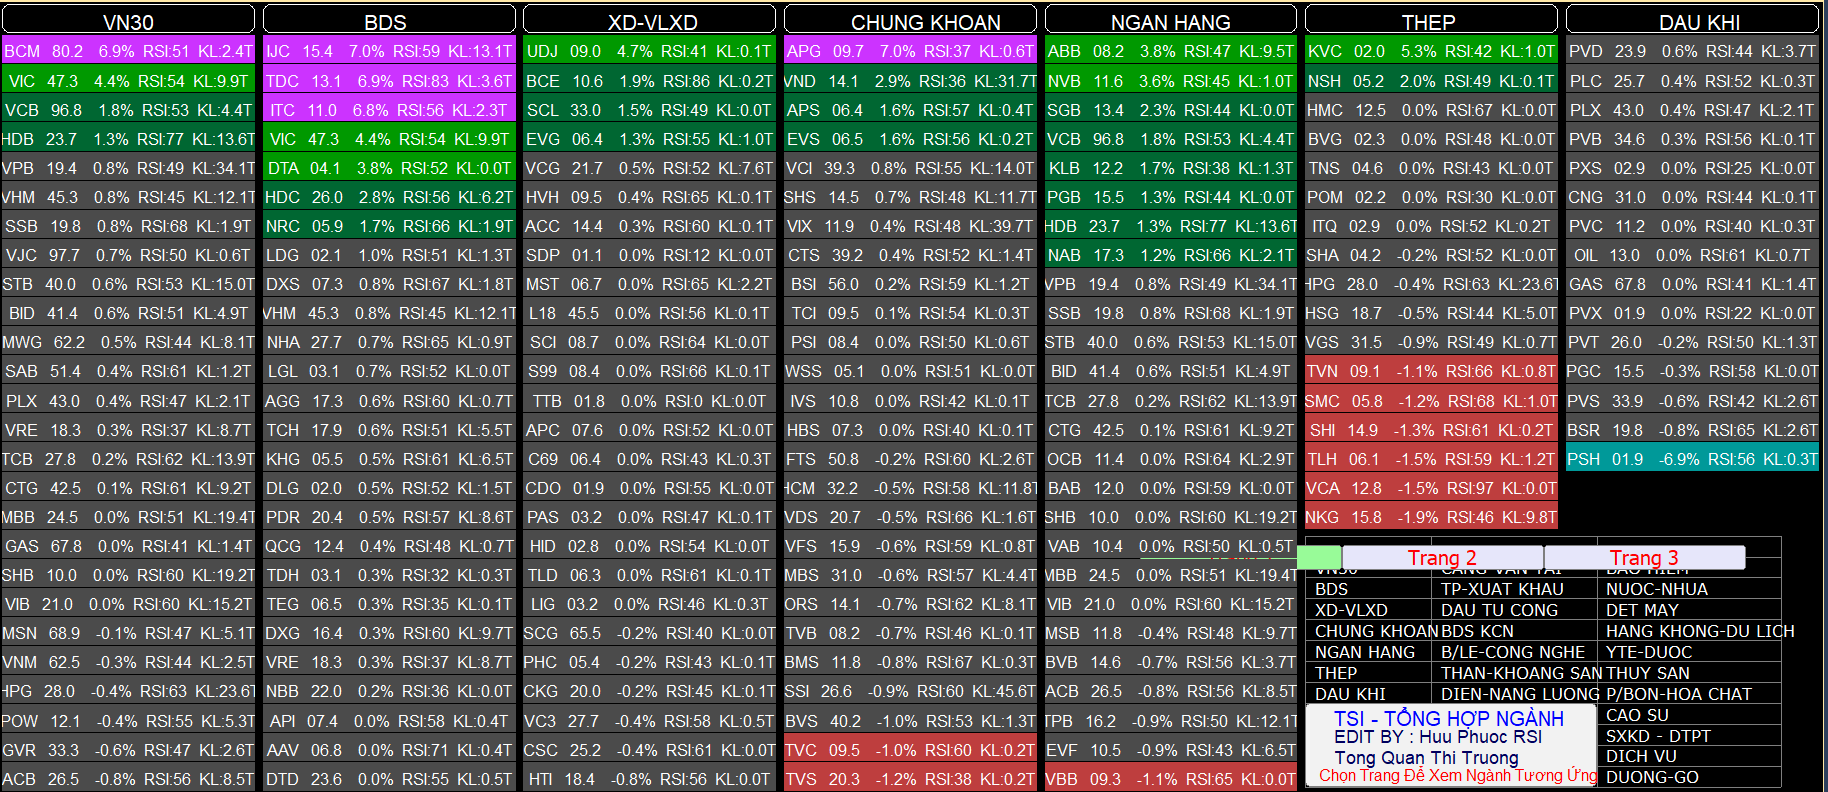 VN30
BCM 80.2 6.9% RSI:51 KL:2.4T
VIC 47.3 4.4% RSI:54 KL:9.9T
VCB 96.8 1.8% RSI:53 KL:4.4T
HDB 23.7 1.3% RSI:77 KL:13.6T
VPB 19.4 0.8% RSI:49 KL:34.1T
VHM 45.3 0.8% RSI:45 KL:12.1T
SSB 19.8 0.8% RSI:68 KL:1.9T
VJC 97.7 0.7% RSI:50 KL:0.6T
STB 40.0 0.6% RSI:53 KL:15.0T
BID 41.4 0.6% RSI:51 KL:4.9T
MWG 62.2 0.5% RSI:44 KL:8.1T
SAB 51.4 0.4% RSI:61 KL:1.2T
PLX 43.0 0.4% RSI:47 KL:2.1T
VRE 18.3 0.3% RSI:37 KL:8.7T
TCB 27.8 0.2% RSI:62 KL:13.9T
CTG 42.5 0.1% RSI:61 KL:9.2T
MBB 24.5 0.0% RSI:51 KL:19.4T
GAS 67.8 0.0% RSI:41 KL:1.4T
SHB 10.0 0.0% RSI:60 KL:19.2T
VIB 21.0 0.0% RSI:60 KL:15.2T
MSN 68.9 -0.1% RSI:47 KL:5.1T
VNM 62.5 -0.3% RSI:44 KL:2.5T
HPG 28.0 -0.4% RSI:63 KL:23.6T
POW 12.1 -0.4% RSI:55 KL:5.3T
GVR 33.3 -0.6% RSI:47 KL:2.6T
ACB 26.5 -0.8% RSI:56 KL:8.5T
BDS
IJC 15.4 7.0% RSI:59 KL:13.1T
TDC 13.1 6.9% RSI:83 KL:3.6T
ITC 11.0 6.8% RSI:56 KL:2.3T
VIC 47.3 4.4% RSI:54 KL:9.9T
DTA 04.1 3.8% RSI:52 KL:0.0T
HDC 26.0 2.8% RSI:56 KL:6.2T
NRC 05.9 1.7% RSI:66 KL:1.9T
LDG 02.1 1.0% RSI:51 KL:1.3T
DXS 07.3 0.8% RSI:67 KL:1.8T
VHM 45.3 0.8% RSI:45 KL:12.1T
NHA 27.7 0.7% RSI:65 KL:0.9T
LGL 03.1 0.7% RSI:52 KL:0.0T
AGG 17.3 0.6% RSI:60 KL:0.7T
TCH 17.9 0.6% RSI:51 KL:5.5T
KHG 05.5 0.5% RSI:61 KL:6.5T
DLG 02.0 0.5% RSI:52 KL:1.5T
PDR 20.4 0.5% RSI:57 KL:8.6T
QCG 12.4 0.4% RSI:48 KL:0.7T
TDH 03.1 0.3% RSI:32 KL:0.3T
TEG 06.5 0.3% RSI:35 KL:0.1T
DXG 16.4 0.3% RSI:60 KL:9.7T
VRE 18.3 0.3% RSI:37 KL:8.7T
NBB 22.0 0.2% RSI:36 KL:0.0T
API 07.4 0.0% RSI:58 KL:0.4T
AAV 06.8 0.0% RSI:71 KL:0.4T
DTD 23.6 0.0% RSI:55 KL:0.5T
XD-VLXD
UDJ 09.0 4.7% RSI:41 KL:0.1T
BCE 10.6 1.9% RSI:86 KL:0.2T
SCL 33.0 1.5% RSI:49 KL:0.0T
EVG 06.4 1.3% RSI:55 KL:1.0T
VCG 21.7 0.5% RSI:52 KL:7.6T
HVH 09.5 0.4% RSI:65 KL:0.1T
ACC 14.4 0.3% RSI:60 KL:0.1T
SDP 01.1 0.0% RSI:12 KL:0.0T
MST 06.7 0.0% RSI:65 KL:2.2T
L18 45.5 0.0% RSI:56 KL:0.1T
SCI 08.7 0.0% RSI:64 KL:0.0T
S99 08.4 0.0% RSI:66 KL:0.1T
TTB 01.8 0.0% RSI:0 KL:0.0T
APC 07.6 0.0% RSI:52 KL:0.0T
C69 06.4 0.0% RSI:43 KL:0.3T
CDO 01.9 0.0% RSI:55 KL:0.0T
PAS 03.2 0.0% RSI:47 KL:0.1T
HID 02.8 0.0% RSI:54 KL:0.0T
TLD 06.3 0.0% RSI:61 KL:0.1T
LIG 03.2 0.0% RSI:46 KL:0.3T
SCG 65.5 -0.2% RSI:40 KL:0.0T
PHC 05.4 -0.2% RSI:43 KL:0.1T
CKG 20.0 -0.2% RSI:45 KL:0.1T
VC3 27.7 -0.4% RSI:58 KL:0.5T
CSC 25.2 -0.4% RSI:61 KL:0.0T
HTI 18.4 -0.8% RSI:56 KL:0.0T
CHUNG KHOAN
APG 09.7 7.0% RSI:37 KL:0.6T
VND 14.1 2.9% RSI:36 KL:31.7T
APS 06.4 1.6% RSI:57 KL:0.4T
EVS 06.5 1.6% RSI:56 KL:0.2T
VCI 39.3 0.8% RSI:55 KL:14.0T
SHS 14.5 0.7% RSI:48 KL:11.7T
VIX 11.9 0.4% RSI:48 KL:39.7T
CTS 39.2 0.4% RSI:52 KL:1.4T
BSI 56.0 0.2% RSI:59 KL:1.2T
TCI 09.5 0.1% RSI:54 KL:0.3T
PSI 08.4 0.0% RSI:50 KL:0.6T
WSS 05.1 0.0% RSI:51 KL:0.0T
IVS 10.8 0.0% RSI:42 KL:0.1T
HBS 07.3 0.0% RSI:40 KL:0.1T
FTS 50.8 -0.2% RSI:60 KL:2.6T
HCM 32.2 -0.5% RSI:58 KL:11.8T
VDS 20.7 -0.5% RSI:66 KL:1.6T
VFS 15.9 -0.6% RSI:59 KL:0.8T
MBS 31.0 -0.6% RSI:57 KL:4.4T
ORS 14.1 -0.7% RSI:62 KL:8.1T
TVB 08.2 -0.7% RSI:46 KL:0.1T
BMS 11.8 -0.8% RSI:67 KL:0.3T
SSI 26.6 -0.9% RSI:60 KL:45.6T
BVS 40.2 -1.0% RSI:53 KL:1.3T
TVC 09.5 -1.0% RSI:60 KL:0.2T
TVS 20.3 -1.2% RSI:38 KL:0.2T
NGAN HANG
ABB 08.2 3.8% RSI:47 KL:9.5T
NVB 11.6 3.6% RSI:45 KL:1.0T
SGB 13.4 2.3% RSI:44 KL:0.0T
VCB 96.8 1.8% RSI:53 KL:4.4T
KLB 12.2 1.7% RSI:38 KL:1.3T
PGB 15.5 1.3% RSI:44 KL:0.0T
HDB 23.7 1.3% RSI:77 KL:13.6T
NAB 17.3 1.2% RSI:66 KL:2.1T
VPB 19.4 0.8% RSI:49 KL:34.1T
SSB 19.8 0.8% RSI:68 KL:1.9T
STB 40.0 0.6% RSI:53 KL:15.0T
BID 41.4 0.6% RSI:51 KL:4.9T
TCB 27.8 0.2% RSI:62 KL:13.9T
CTG 42.5 0.1% RSI:61 KL:9.2T
OCB 11.4 0.0% RSI:64 KL:2.9T
BAB 12.0 0.0% RSI:59 KL:0.0T
SHB 10.0 0.0% RSI:60 KL:19.2T
VAB 10.4 0.0% RSI:50 KL:0.5T
MBB 24.5 0.0% RSI:51 KL:19.4T
VIB 21.0 0.0% RSI:60 KL:15.2T
MSB 11.8 -0.4% RSI:48 KL:9.7T
BVB 14.6 -0.7% RSI:56 KL:3.7T
ACB 26.5 -0.8% RSI:56 KL:8.5T
TPB 16.2 -0.9% RSI:50 KL:12.1T
EVF 10.5 -0.9% RSI:43 KL:6.5T
VBB 09.3 -1.1% RSI:65 KL:0.0T
THEP
KVC 02.0 5.3% RSI:42 KL:1.0T
NSH 05.2 2.0% RSI:49 KL:0.1T
HMC 12.5 0.0% RSI:67 KL:0.0T
BVG 02.3 0.0% RSI:48 KL:0.0T
TNS 04.6 0.0% RSI:43 KL:0.0T
POM 02.2 0.0% RSI:30 KL:0.0T
ITQ 02.9 0.0% RSI:52 KL:0.2T
SHA 04.2 -0.2% RSI:52 KL:0.0T
HPG 28.0 -0.4% RSI:63 KL:23.6T
HSG 18.7 -0.5% RSI:44 KL:5.0T
VGS 31.5 -0.9% RSI:49 KL:0.7T
TVN 09.1 -1.1% RSI:66 KL:0.8T
SMC 05.8 -1.2% RSI:68 KL:1.0T
SHI 14.9 -1.3% RSI:61 KL:0.2T
TLH 06.1 -1.5% RSI:59 KL:1.2T
VCA 12.8 -1.5% RSI:97 KL:0.0T
NKG 15.8 -1.9% RSI:46 KL:9.8T
DAU KHI
PVD 23.9 0.6% RSI:44 KL:3.7T
PLC 25.7 0.4% RSI:52 KL:0.3T
PLX 43.0 0.4% RSI:47 KL:2.1T
PVB 34.6 0.3% RSI:56 KL:0.1T
PXS 02.9 0.0% RSI:25 KL:0.0T
CNG 31.0 0.0% RSI:44 KL:0.1T
PVC 11.2 0.0% RSI:40 KL:0.3T
OIL 13.0 0.0% RSI:61 KL:0.7T
GAS 67.8 0.0% RSI:41 KL:1.4T
PVX 01.9 0.0% RSI:22 KL:0.0T
PVT 26.0 -0.2% RSI:50 KL:1.3T
PGC 15.5 -0.3% RSI:58 KL:0.0T
PVS 33.9 -0.6% RSI:42 KL:2.6T
BSR 19.8 -0.8% RSI:65 KL:2.6T
PSH 01.9 -6.9% RSI:56 KL:0.3T
Trang 2 Trang 3
VN30 CANG VAN TAI BAO HIEM
BDS TP-XUAT KHAU NUOC-NHUA
XD-VLXD DAU TU CONG DET MAY
CHUNG KHOAN BDS KCN HANG KHONG-DU LICH
NGAN HANG B/LE-CONG NGHE YTE-DUOC
THEP THAN-KHOANG SAN THUY SAN
DAU KHI DIEN-NANG LUONG P/BON-HOA CHAT
CAO SU
SXKD - DTPT
DICH VU
DUONG-GO
TSI - TỔNG HỢP NGÀNH
EDIT BY : Huu Phuoc RSI
Tong Quan Thi Truong
Chọn Trang Để Xem Ngành Tương Ứng